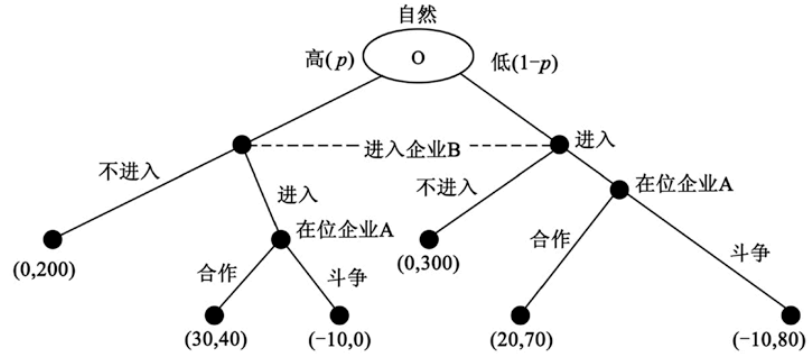 自然
高(p)
O
低(1-p)
进入企业B
进入
不进入
进入
不进入
在位企业A
在位企业A
(0,200)
合作
斗争
(0,300)
合作
斗争
(30,40)
(-10,0)
(20,70)
(-10,80)